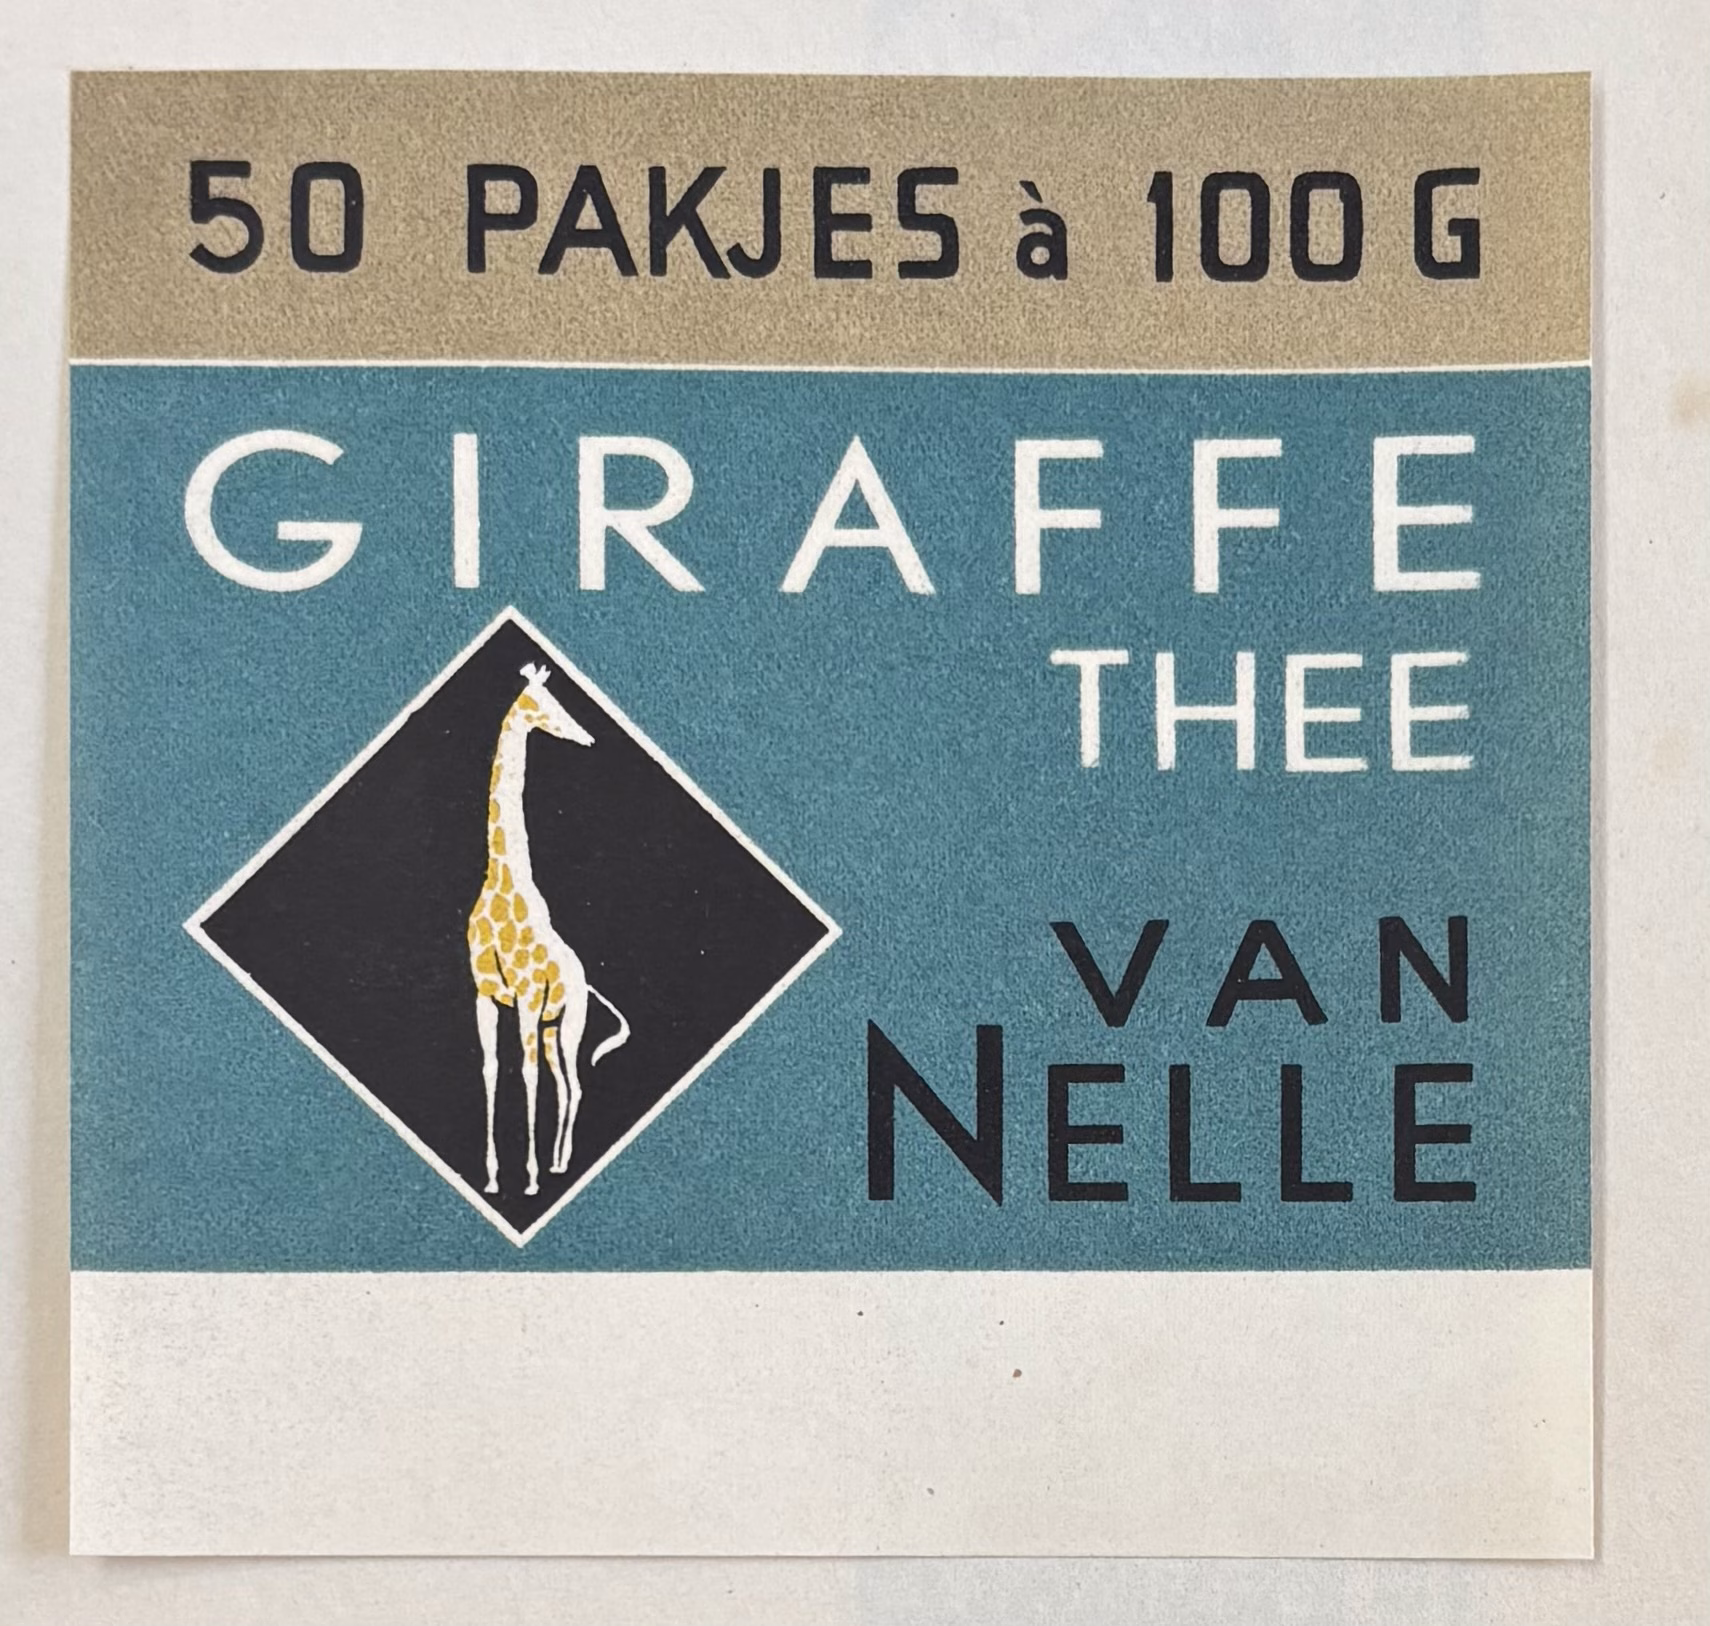 50 PAKJES à 100 G
GIRAFFE
THEE
VAN
NELLE